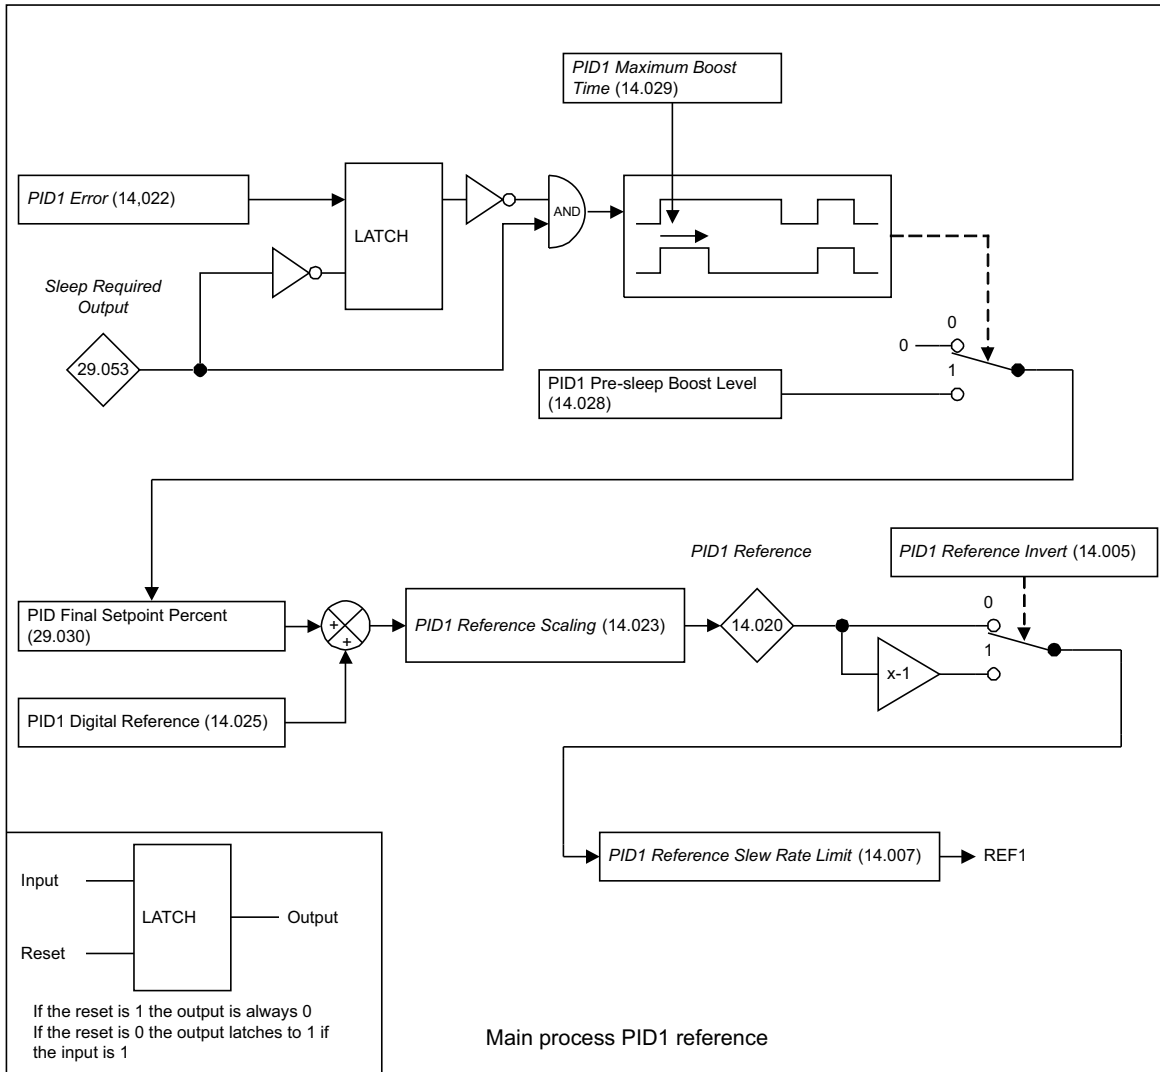 PID1 Maximum Boost
Time (14.029)
PID1 Error (14,022)
LATCH
AND
Sleep Required
Output
29.053
0
0
1
PID1 Pre-sleep Boost Level
(14.028)
PID1 Reference
PID1 Reference Invert (14.005)
PID Final Setpoint Percent
(29.030)
+
+
PID1 Reference Scaling (14.023)
14.020
0
1
x-1
PID1 Digital Reference (14.025)
PID1 Reference Slew Rate Limit (14.007)
REF1
Input
LATCH
Output
Reset
If the reset is 1 the output is always 0
If the reset is 0 the output latches to 1 if
the input is 1
Main process PID1 reference